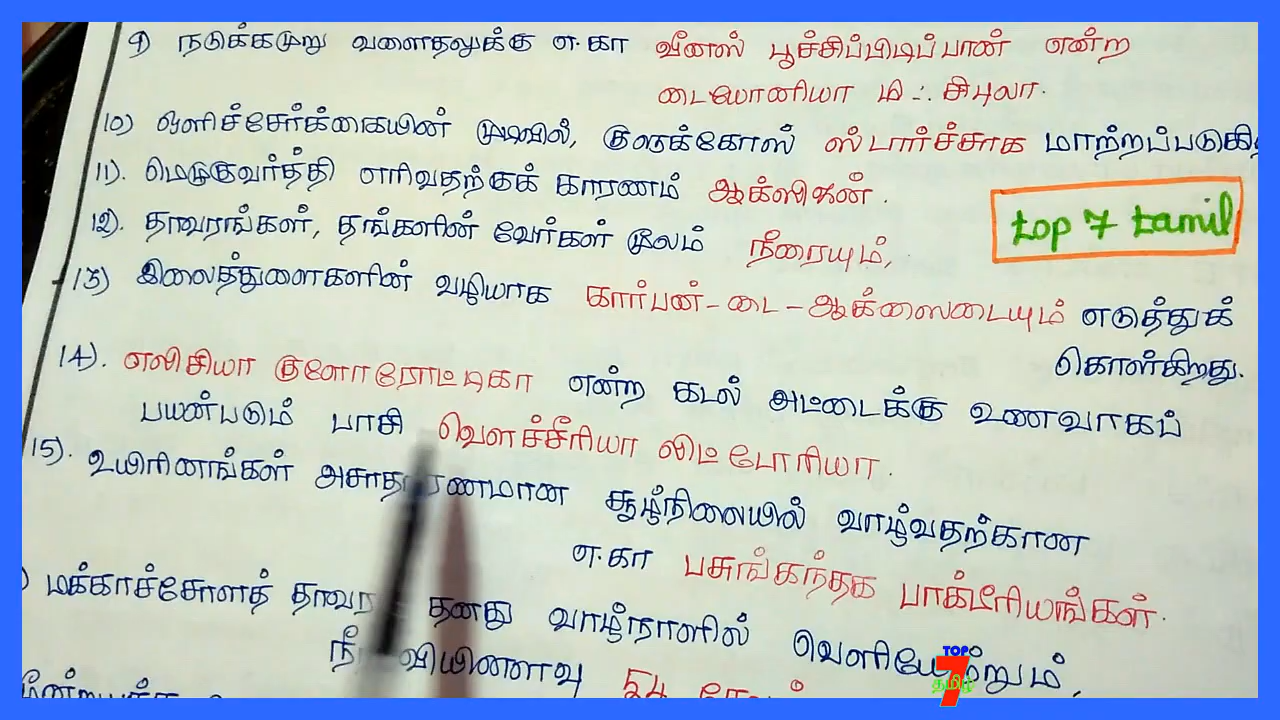 9) நடுக்கமுறு வளைதலுக்கு எ.கா வீனஸ் பூச்சிப்பிடிப்பான் என்ற
டையோனியா மி ஃ சிபுலா.
10) ஒளிச்சேர்க்கையின் முடிவில், குளுக்கோஸ் ஸ்டார்ச்சாக மாற்றப்படுகி
11). மெழுகுவர்த்தி எரிவதற்குக் காரணம் ஆக்ஸிஜன்.
12). தாவரங்கள், தங்களின் வேர்கள் மூலம் நீரையும்,
top 7 tamil
13) இலைத்துளைகளின் வழியாக கார்பன்-டை-ஆக்ஸைடையும் எடுத்துக்
கொள்கிறது.
14). எலிசியா குளோரோட்டிகா என்ற கடல் அட்டைக்கு உணவாகப்
பயன்படும் பாசி வெளச்சீரியா லிட்டோரியா.
15). உயிரினங்கள் அசாதாரணமான சூழ்நிலையில் வாழ்வதற்கான
எ.கா பசுங்கந்தக பாக்டீரியங்கள்.
) மக்காச்சோளத் தாவர தனது வாழ்நாளில் வெளியேற்றும்
நீ வியினளவு 54
TOP
7
தமிழ்